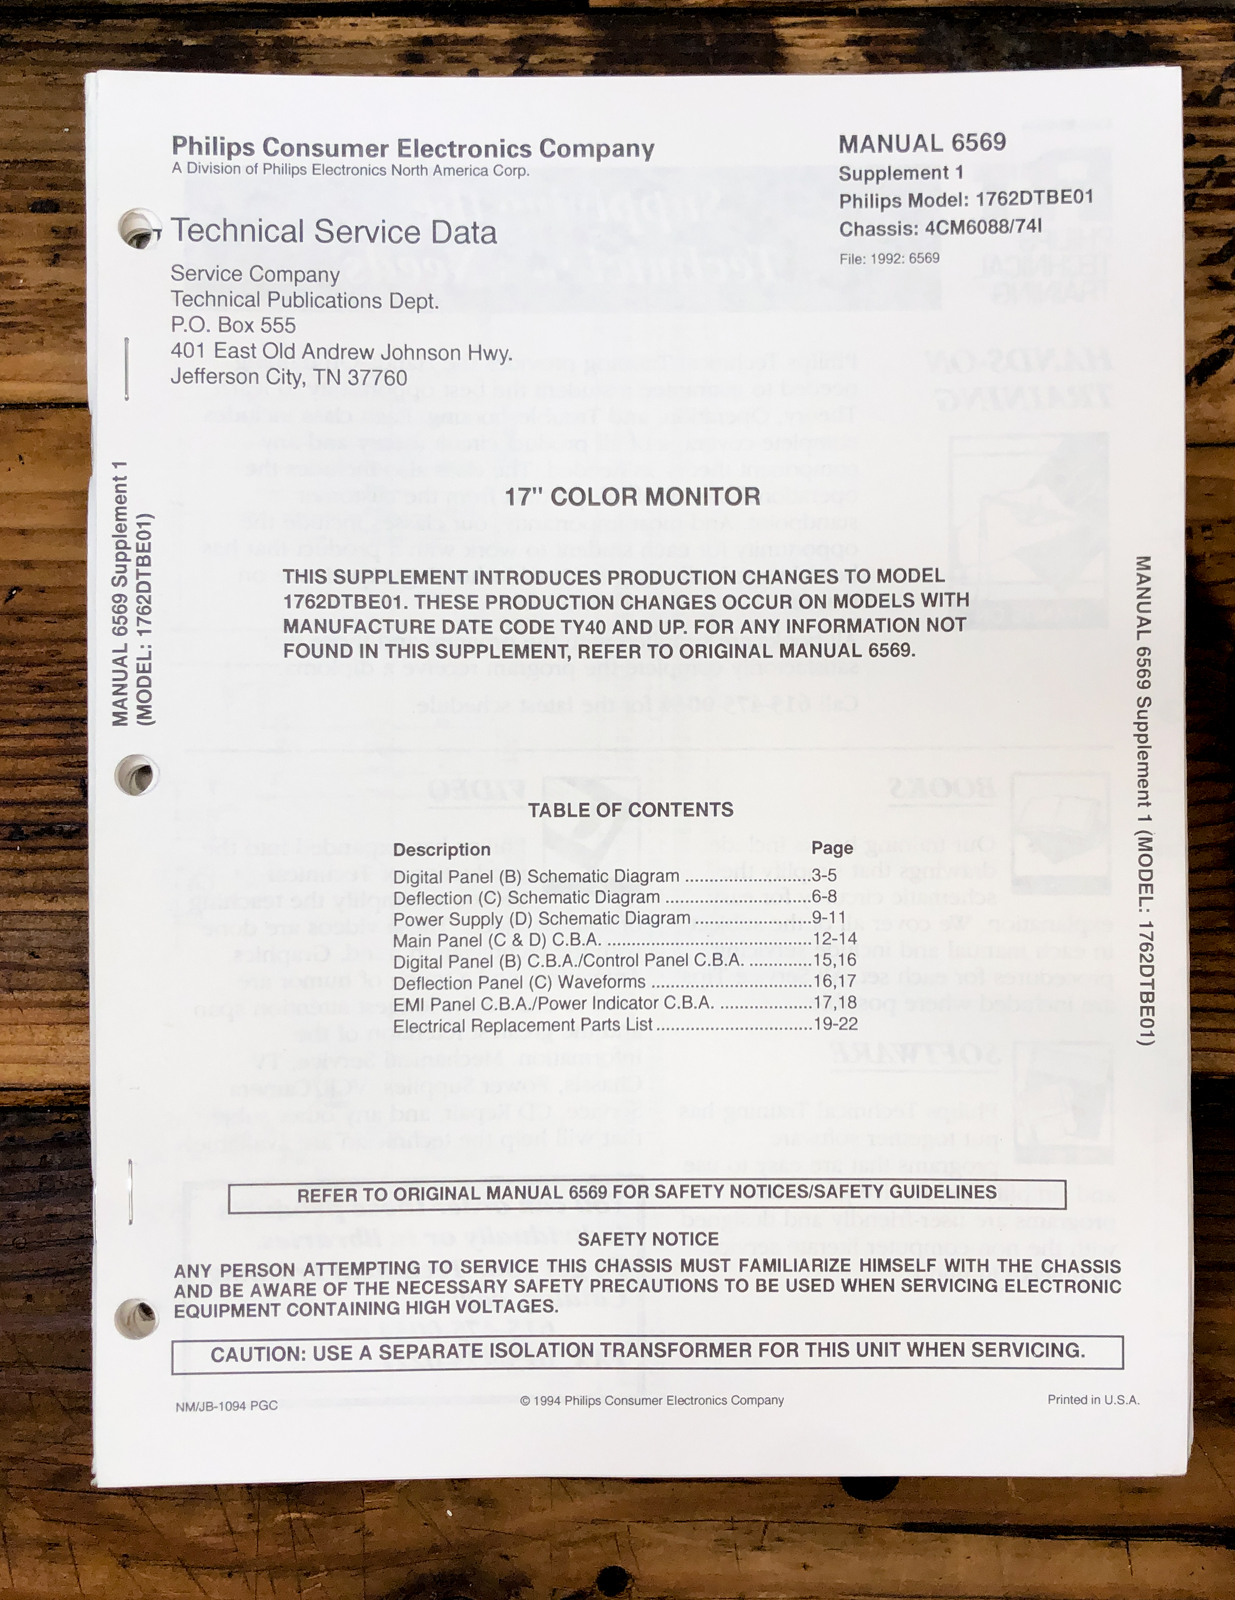 Philips Consumer Electronics Company
A Division of Philips Electronics North America Corp.
MANUAL 6569
Supplement 1
Philips Model: 1762DTBE01
Chassis: 4CM6088/74I
File: 1992: 6569
Technical Service Data
Service Company
Technical Publications Dept.
P.O. Box 555
401 East Old Andrew Johnson Hwy.
Jefferson City, TN 37760
MANUAL 6569 Supplement 1
(MODEL: 1762DTBE01)
17" COLOR MONITOR
THIS SUPPLEMENT INTRODUCES PRODUCTION CHANGES TO MODEL
1762DTBE01. THESE PRODUCTION CHANGES OCCUR ON MODELS WITH
MANUFACTURE DATE CODE TY40 AND UP. FOR ANY INFORMATION NOT
FOUND IN THIS SUPPLEMENT, REFER TO ORIGINAL MANUAL 6569.
MANUAL 6569 Supplement 1 (MODEL: 1762DTBE01)
TABLE OF CONTENTS
Description Page
Digital Panel (B) Schematic Diagram ........................3-5
Deflection (C) Schematic Diagram ............................6-8
Power Supply (D) Schematic Diagram ......................9-11
Main Panel (C & D) C.B.A. .......................................12-14
Digital Panel (B) C.B.A./Control Panel C.B.A. ............15,16
Deflection Panel (C) Waveforms ..............................16,17
EMI Panel C.B.A./Power Indicator C.B.A. .................17,18
Electrical Replacement Parts List.............................19-22
REFER TO ORIGINAL MANUAL 6569 FOR SAFETY NOTICES/SAFETY GUIDELINES
SAFETY NOTICE
ANY PERSON ATTEMPTING TO SERVICE THIS CHASSIS MUST FAMILIARIZE HIMSELF WITH THE CHASSIS
AND BE AWARE OF THE NECESSARY SAFETY PRECAUTIONS TO BE USED WHEN SERVICING ELECTRONIC
EQUIPMENT CONTAINING HIGH VOLTAGES.
CAUTION: USE A SEPARATE ISOLATION TRANSFORMER FOR THIS UNIT WHEN SERVICING.
NM/JB-1094 PGC
© 1994 Philips Consumer Electronics Company
Printed in U.S.A.